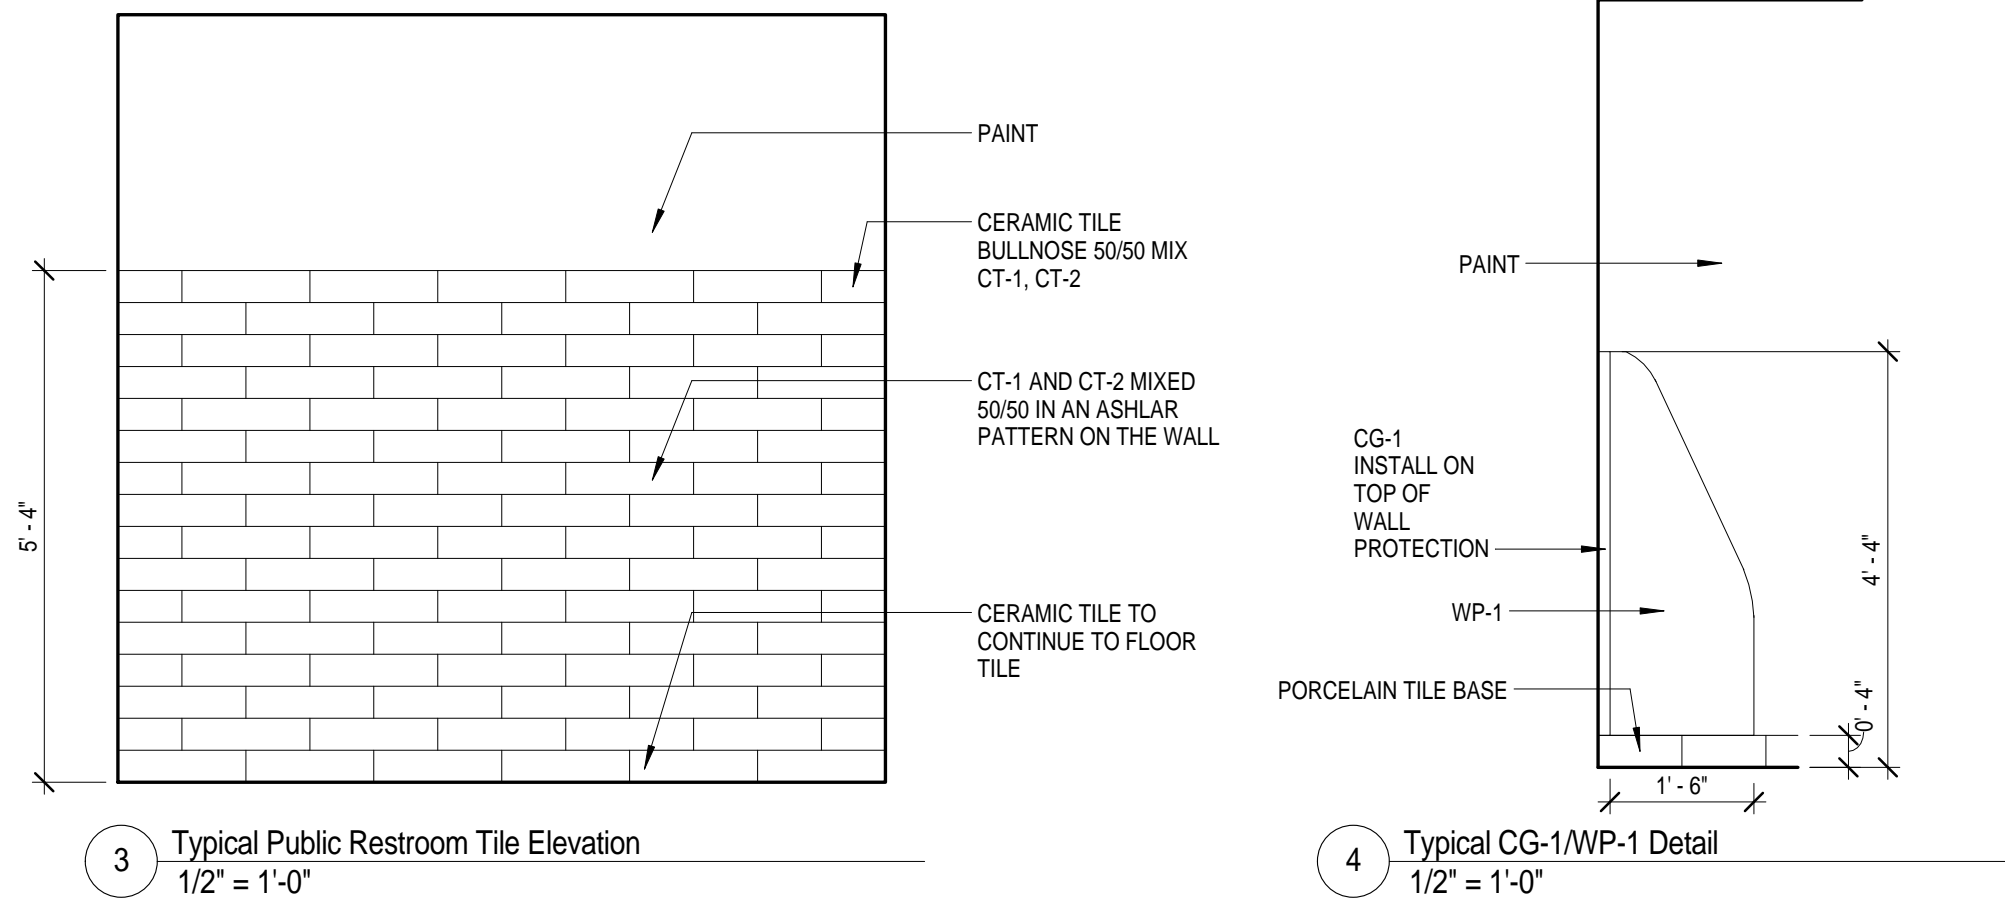 PAINT
CERAMIC TILE
BULLNOSE 50/50 MIX
CT-1, CT-2
CT-1 AND CT-2 MIXED
50/50 IN AN ASHLAR
PATTERN ON THE WALL
CERAMIC TILE TO
CONTINUE TO FLOOR
TILE
5' - 4"
3
Typical Public Restroom Tile Elevation
1/2" = 1'-0"
PAINT
CG-1
INSTALL ON
TOP OF
WALL
PROTECTION
WP-1
PORCELAIN TILE BASE
4' - 4"
0' - 4"
1' - 6"
4
Typical CG-1/WP-1 Detail
1/2" = 1'-0"